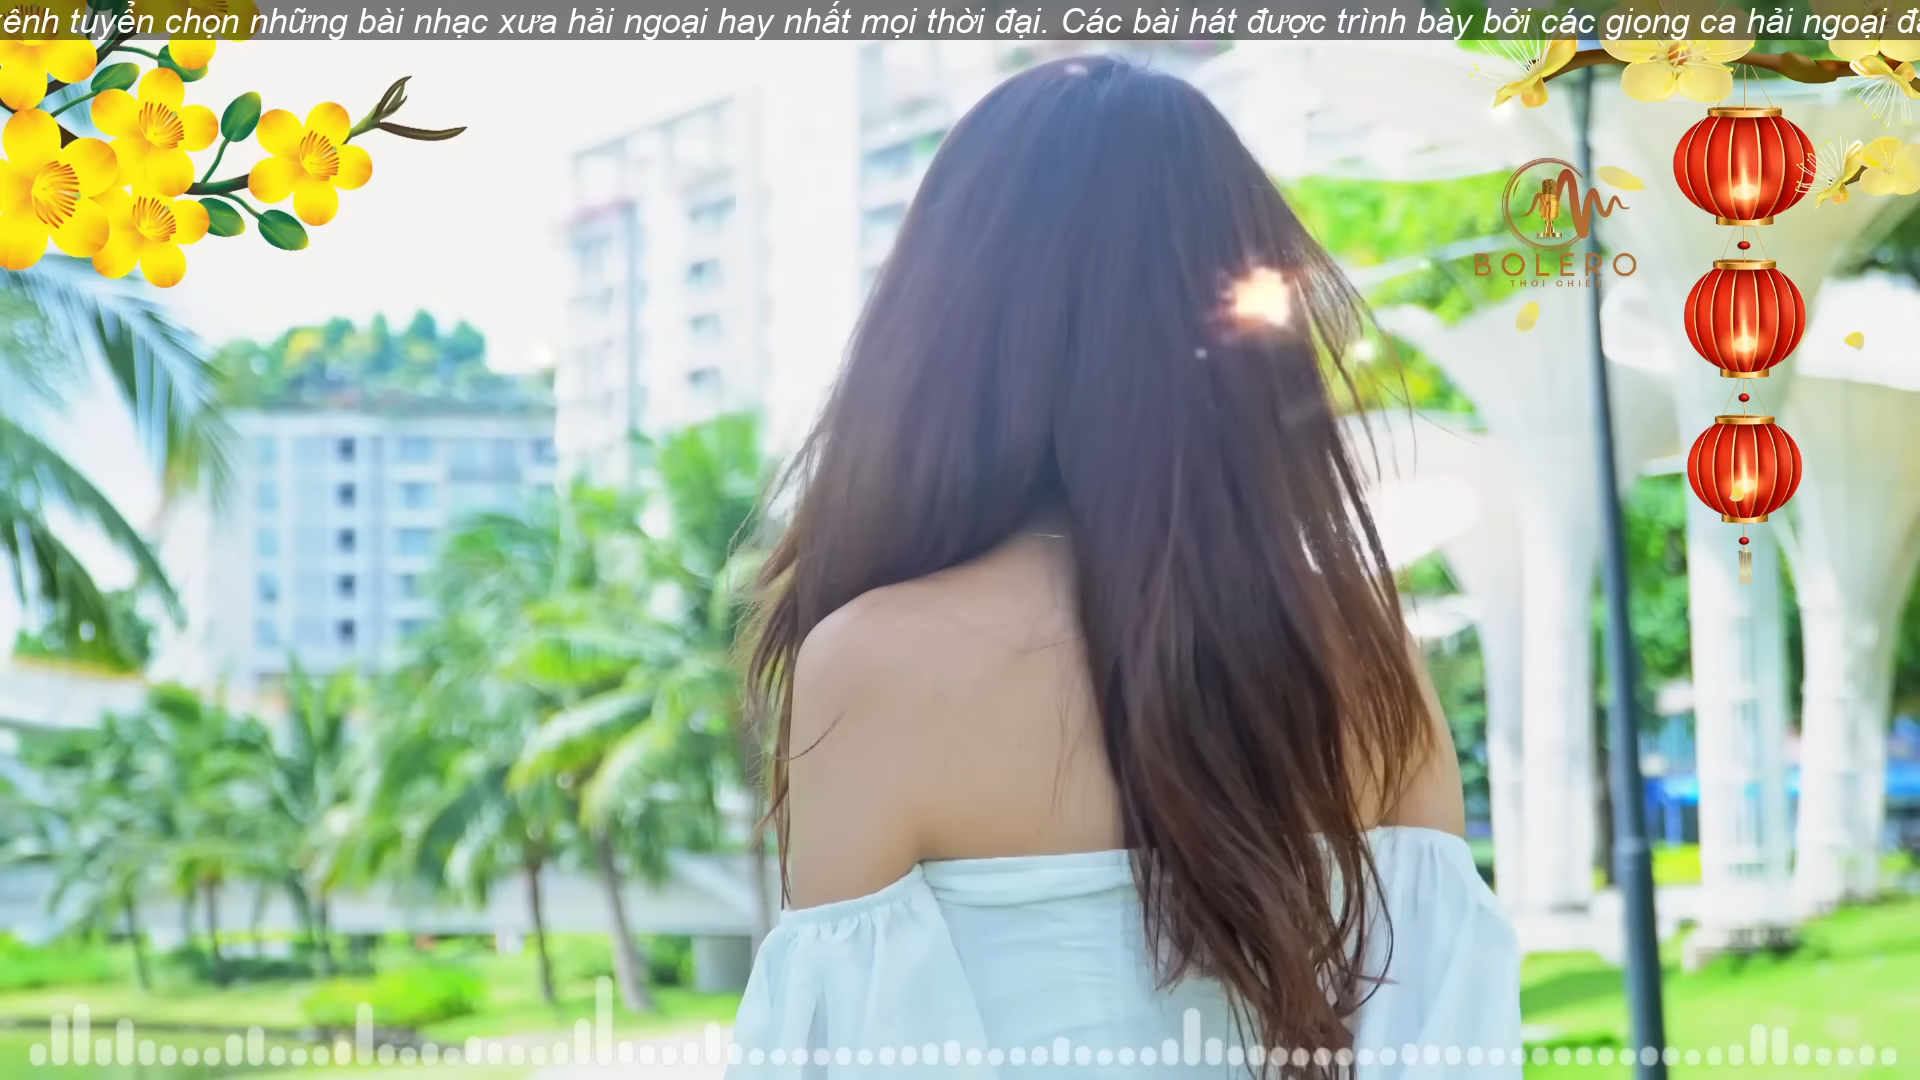 rênh tuyển chọn những bài nhạc xưa hải ngoại hay nhất mọi thời đại. Các bài hát được trình bày bởi các giọng ca hải ngoại đ
BOLERO